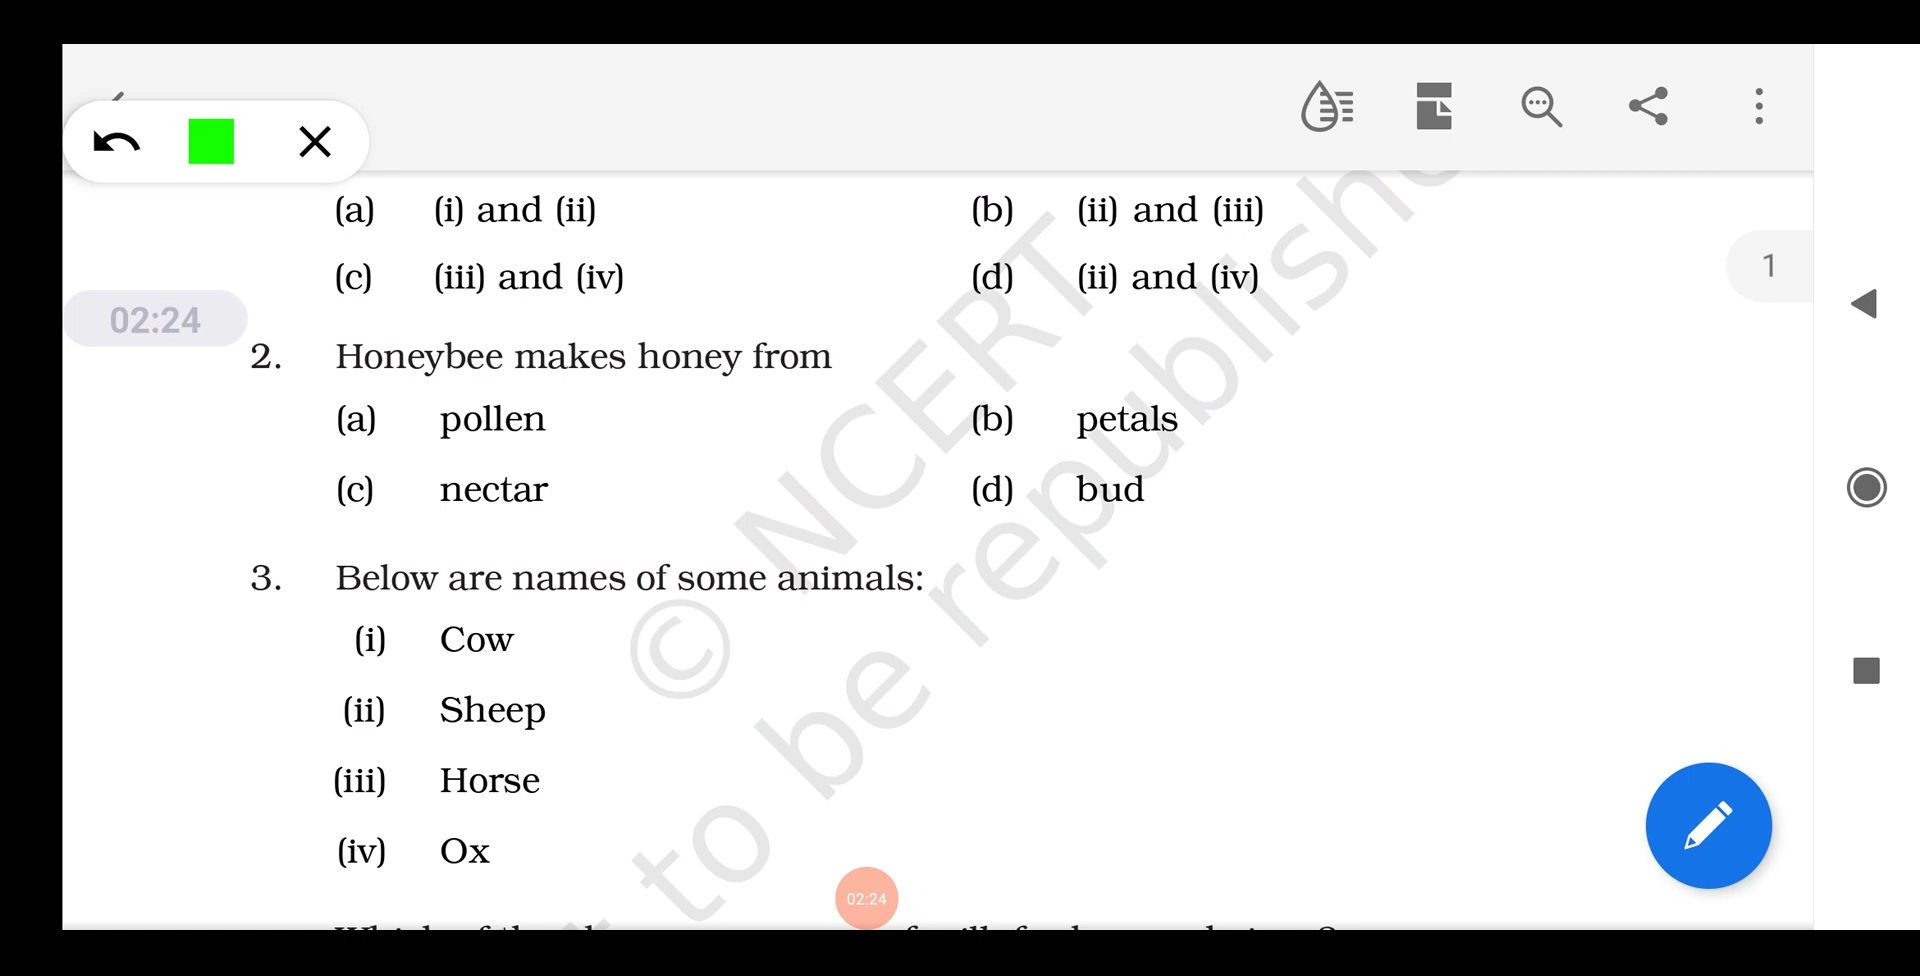 (a) (i) and (ii) (b) (ii) and (iii)
(c) (iii) and (iv) (d) (ii) and (iv)
1
02:24
2. Honeybee makes honey from
(a) pollen (b) petals
(c) nectar (d) bud
3. Below are names of some animals:
(i) Cow
(ii) Sheep
(iii) Horse
(iv) Ox
02:24
© NCERT
to be republishe